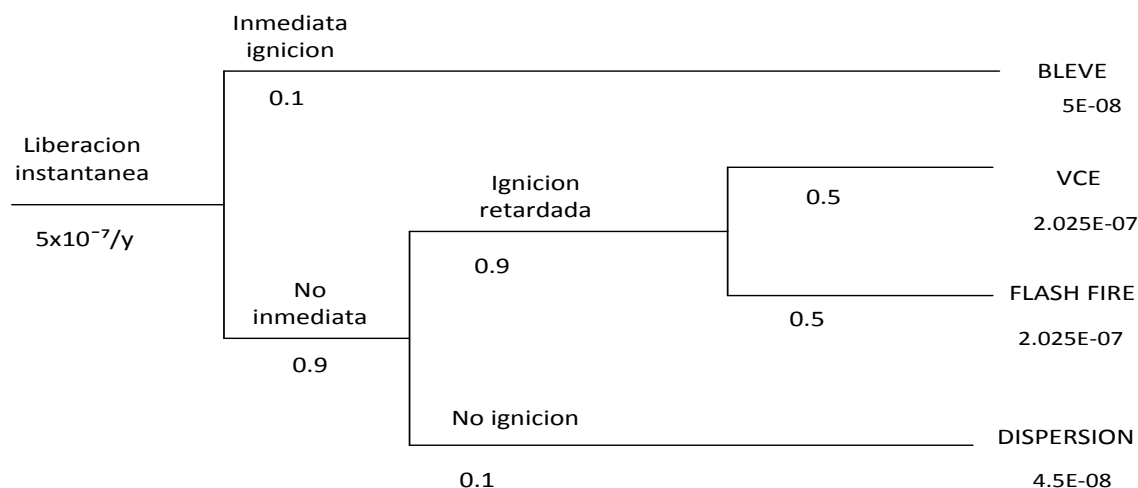 Inmediata
ignicion
0.1
BLEVE
5E-08
Liberacion
instantanea
5x10⁻⁷/y
Ignicion
retardada
0.9
0.5
VCE
2.025E-07
No
inmediata
0.9
0.5
FLASH FIRE
2.025E-07
No ignicion
0.1
DISPERSION
4.5E-08